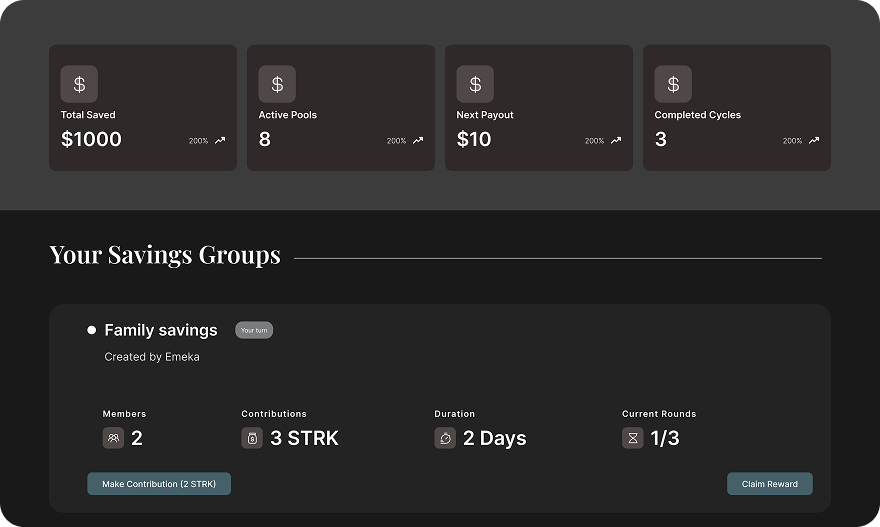 $ $ $ $
Total Saved Active Pools Next Payout Completed Cycles
$1000 200% 8 200% $10 200% 3 200%
Your Savings Groups
Family savings Your turn
Created by Emeka
Members Contributions Duration Current Rounds
2 3 STRK 2 Days 1/3
Make Contribution (2 STRK) Claim Reward